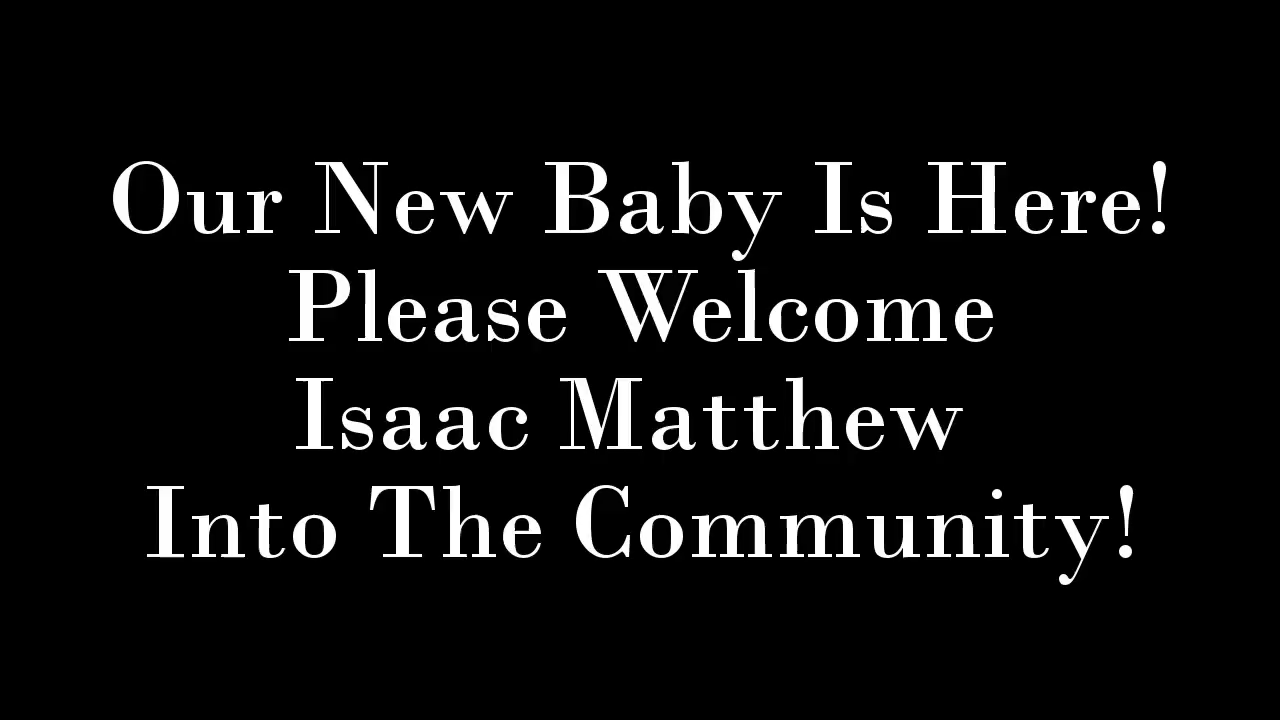 Our New Baby Is Here!
Please Welcome
Isaac Matthew
Into The Community!